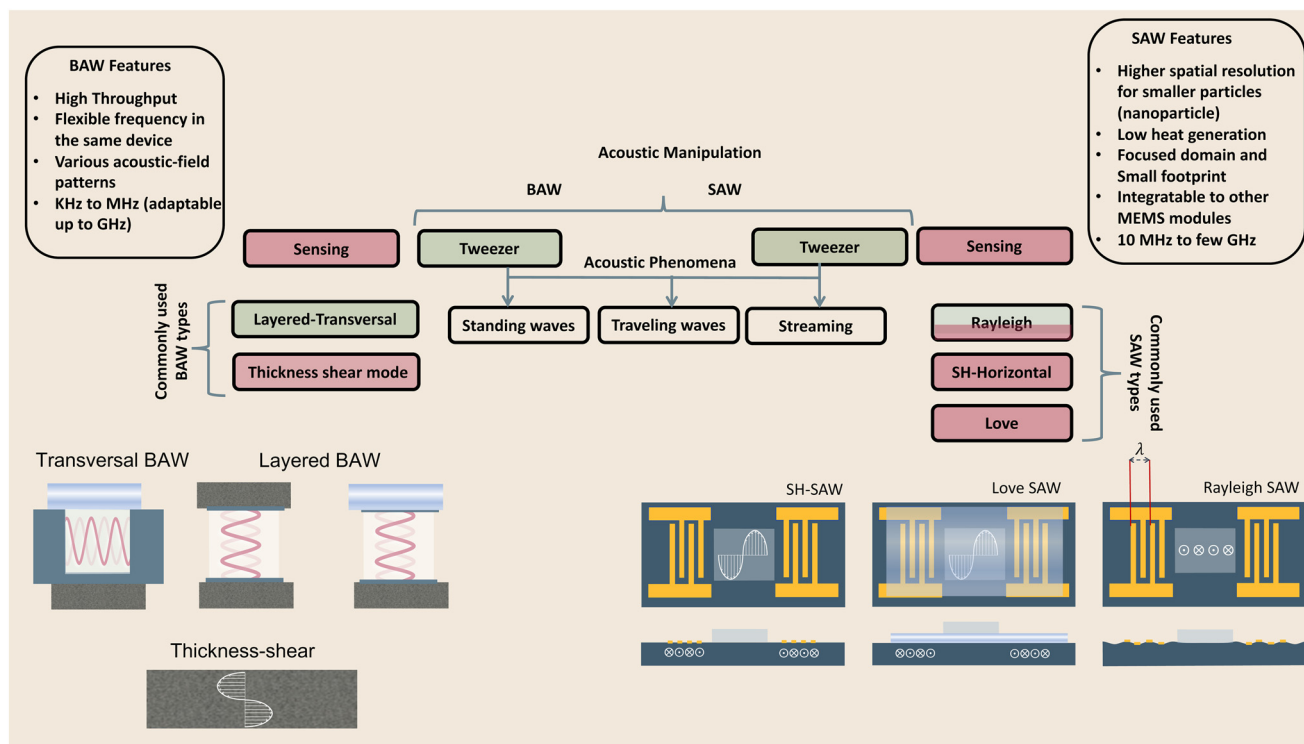 BAW Features
• High Throughput
• Flexible frequency in
the same device
• Various acoustic-field
patterns
• KHz to MHz (adaptable
up to GHz)
SAW Features
• Higher spatial resolution
for smaller particles
(nanoparticle)
• Low heat generation
• Focused domain and
Small footprint
• Integratable to other
MEMS modules
• 10 MHz to few GHz
Acoustic Manipulation
BAW SAW
Sensing Tweezer Tweezer Sensing
Acoustic Phenomena
Standing waves Traveling waves Streaming
Commonly used
BAW types
Layered-Transversal
Thickness shear mode
Rayleigh
SH-Horizontal
Love
Commonly used
SAW types
Transversal BAW Layered BAW
Thickness-shear
λ
SH-SAW Love SAW Rayleigh SAW